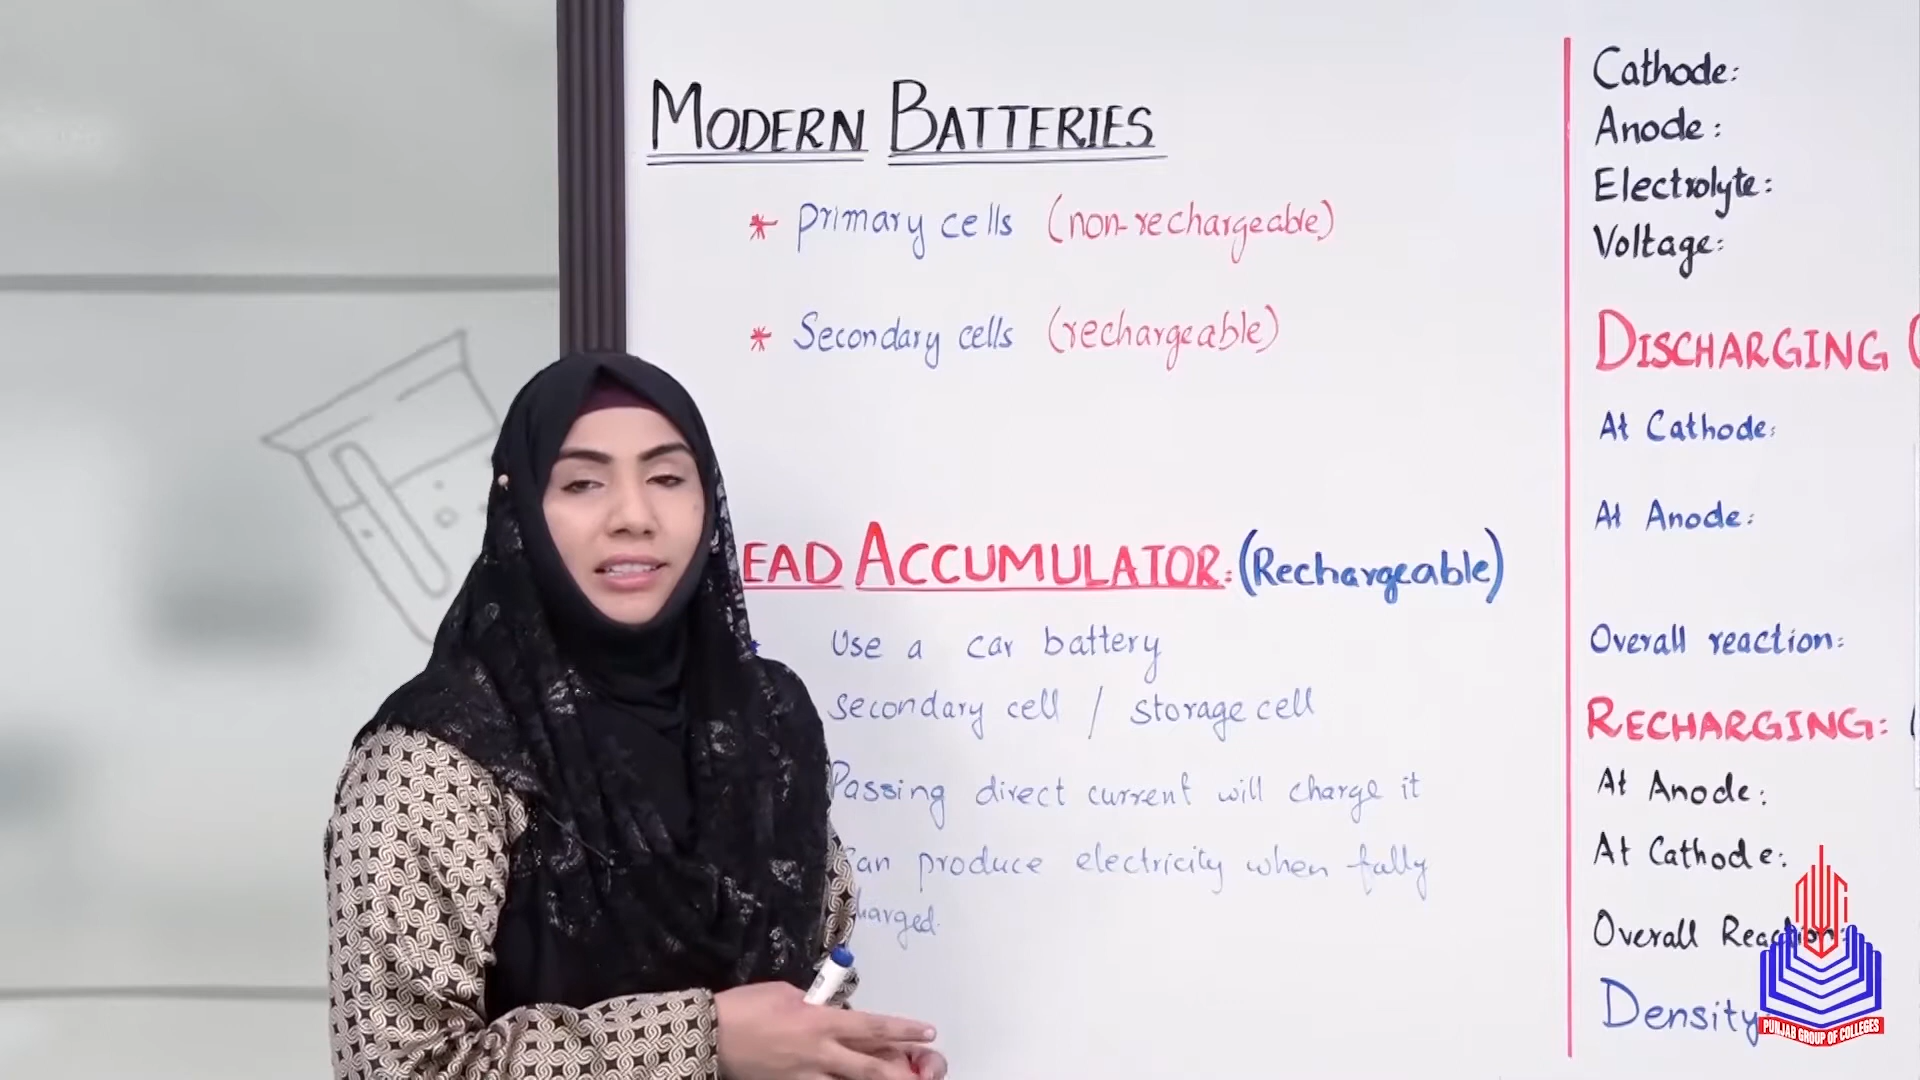 MODERN BATTERIES
* Primary cells (non-rechargeable)
* Secondary cells (rechargeable)
EAD ACCUMULATOR: (Rechargeable)
Use a car battery
secondary cell / storage cell
Passing direct current will charge it
Can produce electricity when fully
harged.
Cathode:
Anode:
Electrolyte:
Voltage:
DISCHARGING (
At Cathode:
At Anode:
Overall reaction:
RECHARGING: (
At Anode:
At Cathode:
Overall Reaction:
Density
PUNJAB GROUP OF COLLEGES